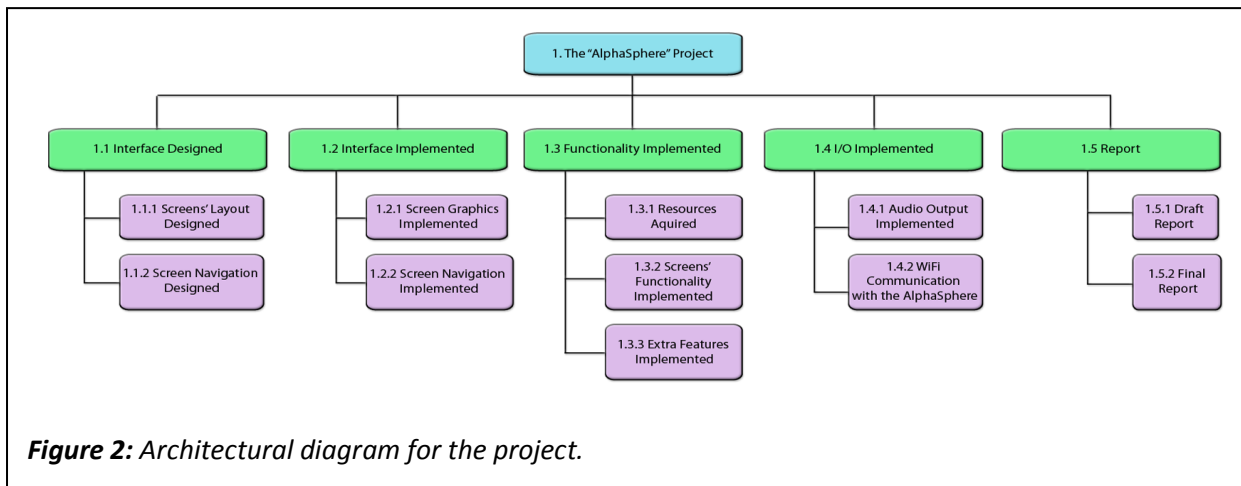 1. The “AlphaSphere” Project
1.1 Interface Designed
1.2 Interface Implemented
1.3 Functionality Implemented
1.4 I/O Implemented
1.5 Report
1.1.1 Screens’ Layout
Designed
1.1.2 Screen Navigation
Designed
1.2.1 Screen Graphics
Implemented
1.2.2 Screen Navigation
Implemented
1.3.1 Resources
Aquired
1.3.2 Screens’
Functionality
Implemented
1.3.3 Extra Features
Implemented
1.4.1 Audio Output
Implemented
1.4.2 WiFi
Communication
with the AlphaSphere
1.5.1 Draft
Report
1.5.2 Final
Report
Figure 2: Architectural diagram for the project.